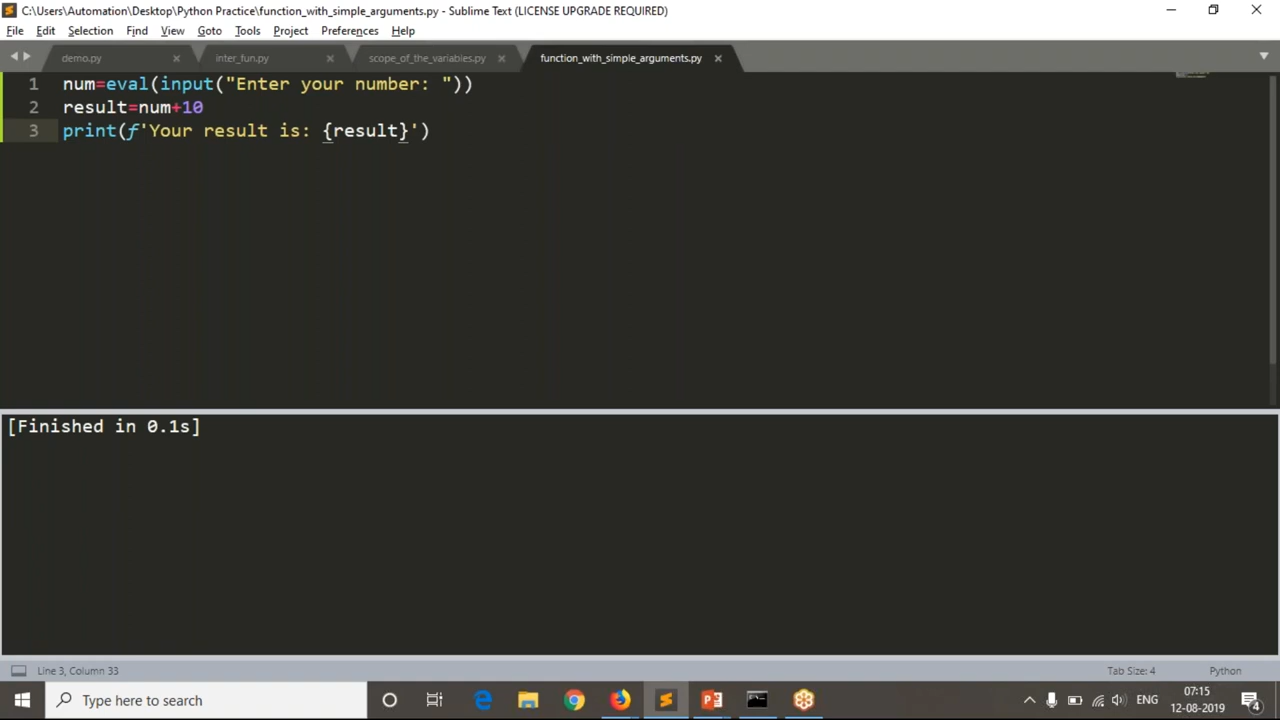 C:\Users\Automation\Desktop\Python Practice\function_with_simple_arguments.py - Sublime Text (LICENSE UPGRADE REQUIRED)
File Edit Selection Find View Goto Tools Project Preferences Help
demo.py inter_fun.py scope_of_the_variables.py function_with_simple_arguments.py
1 num=eval(input("Enter your number: "))
2 result=num+10
3 print(f'Your result is: {result}')
[Finished in 0.1s]
Line 3, Column 33 Tab Size: 4 Python
Type here to search ENG 07:15
12-08-2019 4